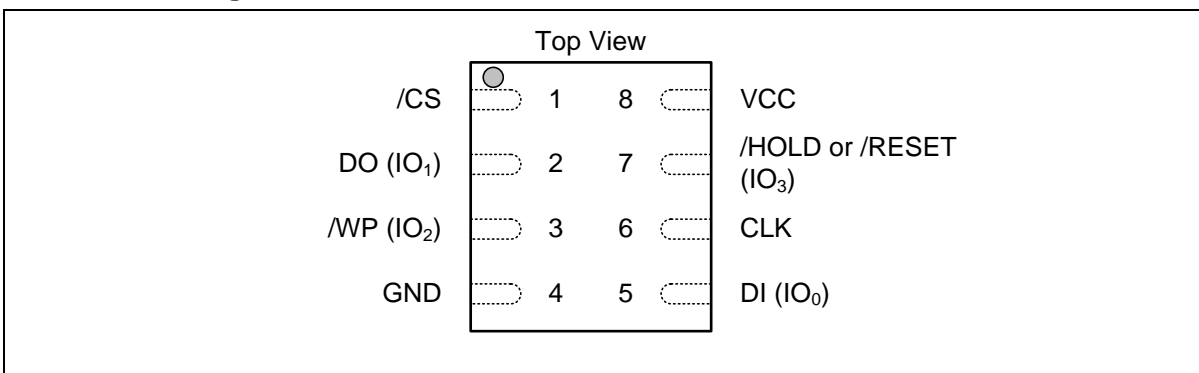 Top View
/CS 1 8 VCC
DO (IO₁) 2 7 /HOLD or /RESET
(IO₃)
/WP (IO₂) 3 6 CLK
GND 4 5 DI (IO₀)